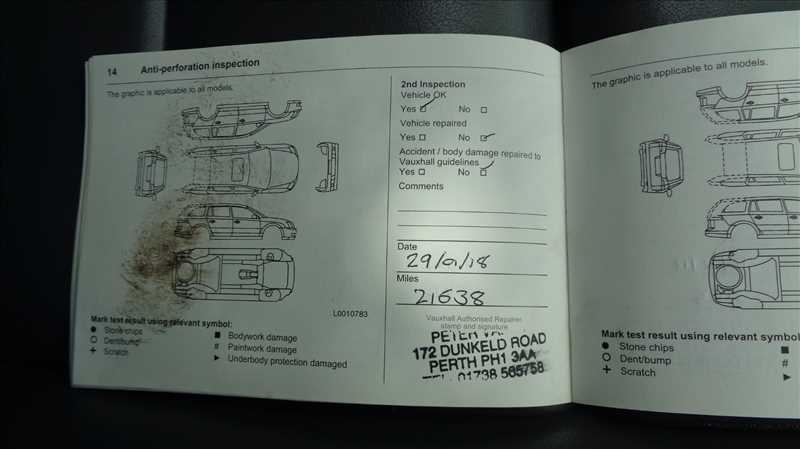 14 Anti-perforation inspection
The graphic is applicable to all models.
L0010783
Mark test result using relevant symbol:
Stone chips
Dent/bump
Scratch
Bodywork damage
# Paintwork damage
Underbody protection damaged
2nd Inspection
Vehicle OK
Yes No
Vehicle repaired
Yes No
Accident / body damage repaired to
Vauxhall guidelines
Yes No
Comments
Date
Miles
21638
Vauxhall Authorised Repairer
stamp and signature
PETER
172 DUNKELD ROAD
PERTH PH1 3AA
TEL 01738 565758
The graphic is applicable to all models.
Mark test result using relevant symbol
Stone chips
Dent/bump
Scratch
#